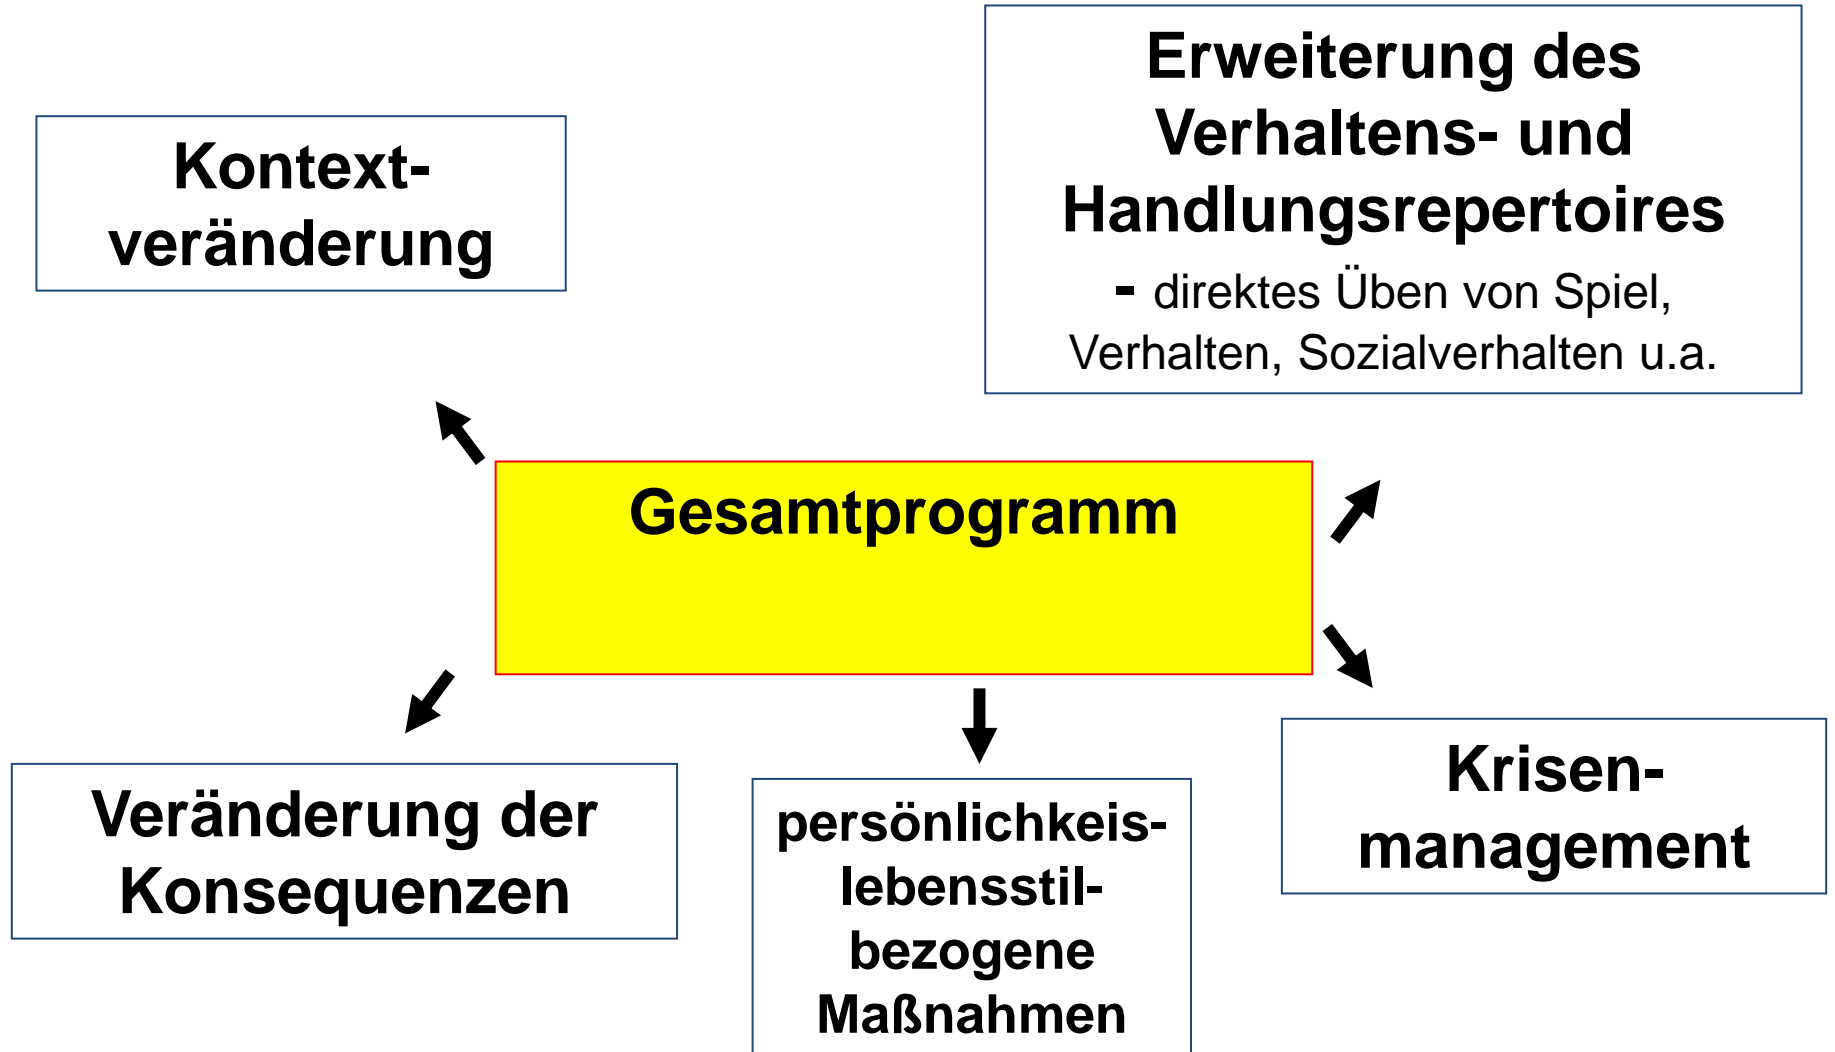 Kontext-
veränderung
Erweiterung des
Verhaltens- und
Handlungsrepertoires
- direktes Üben von Spiel,
Verhalten, Sozialverhalten u.a.
Gesamtprogramm
Veränderung der
Konsequenzen
persönlichkeis-
lebensstil-
bezogene
Maßnahmen
Krisen-
management